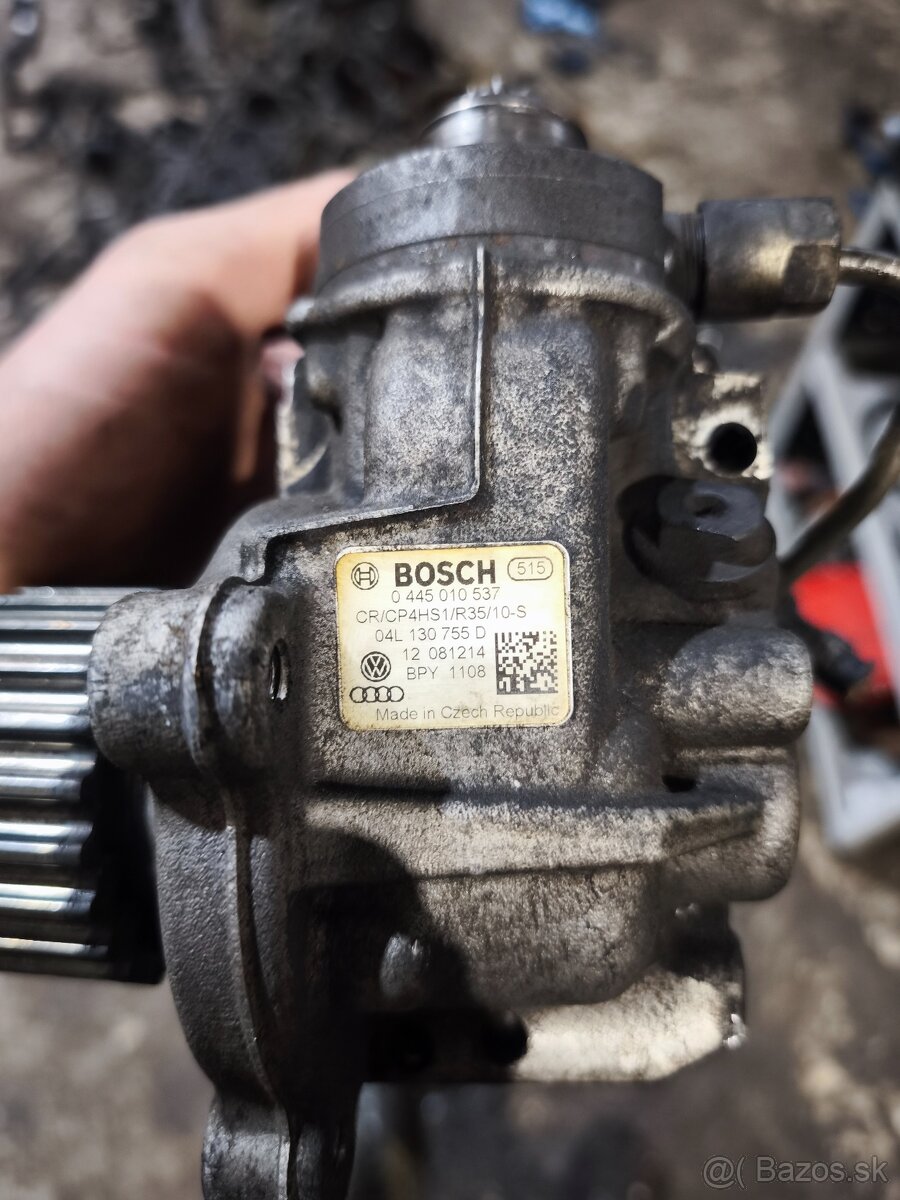 BOSCH 515
0 445 010 537
CR/CP4HS1/R35/10-S
04L 130 755 D
12 081214
BPY 1108
Made in Czech Republic
@( Bazos.sk